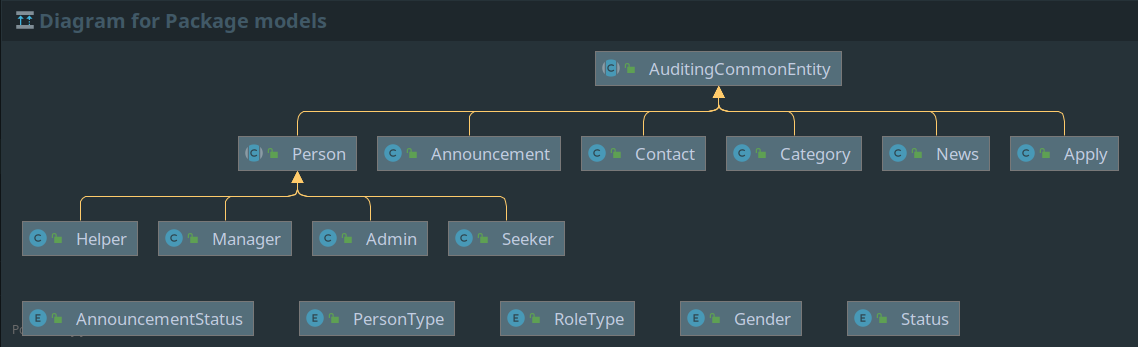 Diagram for Package models
C AuditingCommonEntity
C Person C Announcement C Contact C Category C News C Apply
C Helper C Manager C Admin C Seeker
E AnnouncementStatus E PersonType E RoleType E Gender E Status